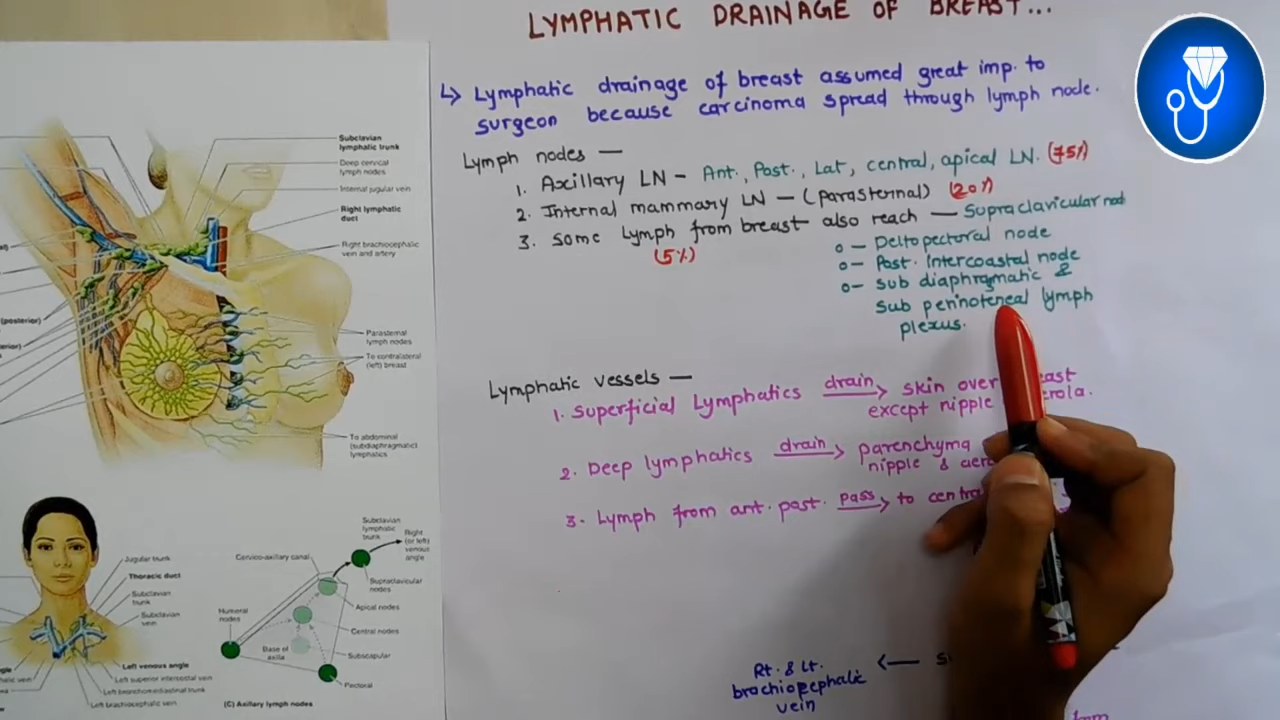 LYMPHATIC DRAINAGE OF BREAST...
↳ Lymphatic drainage of breast assumed great imp. to
surgeon because carcinoma spread through lymph node.
Lymph nodes —
1. Axillary LN - Ant., Post., Lat, central, apical LN. (75%)
2. Internal mammary LN - (parasternal) (20%)
3. Some lymph from breast also reach — Supraclavicular nod
(5%)
o- Deltopectoral node
o- Post. Intercoastal node
o- Sub diaphragmatic &
sub peri'noteneal lymph
plexus.
Lymphatic vessels —
1. Superficial Lymphatics drain→ skin over
except nipple
2. Deep lymphatics drain→ parenchyma
nipple &
3. Lymph from ant. past. pass→ to
Rt. & Lt. ←
brachiocephalic
vein
Subclavian
lymphatic trunk
Deep cervical
lymph nodes
Internal jugular vein
Right lymphatic
duct
Right brachiocephalic
vein and artery
(posterior)
Parasternal
lymph nodes
To contralateral
(left) breast
To abdominal
(subdiaphragmatic)
lymphatics
Jugular trunk
Thoracic duct
Subclavian
trunk
Subclavian
vein
Left venous angle
Left superior intercostal vein
Left bronchomediastinal trunk
Left brachiocephalic vein
Subclavian
lymphatic
trunk
Right
(or left)
venous
angle
Cervico-axillary canal
Supraclavicular
nodes
Apical nodes
Humeral
nodes
Central nodes
Base of
axilla
Subscapular
Pectoral
(C) Axillary lymph nodes